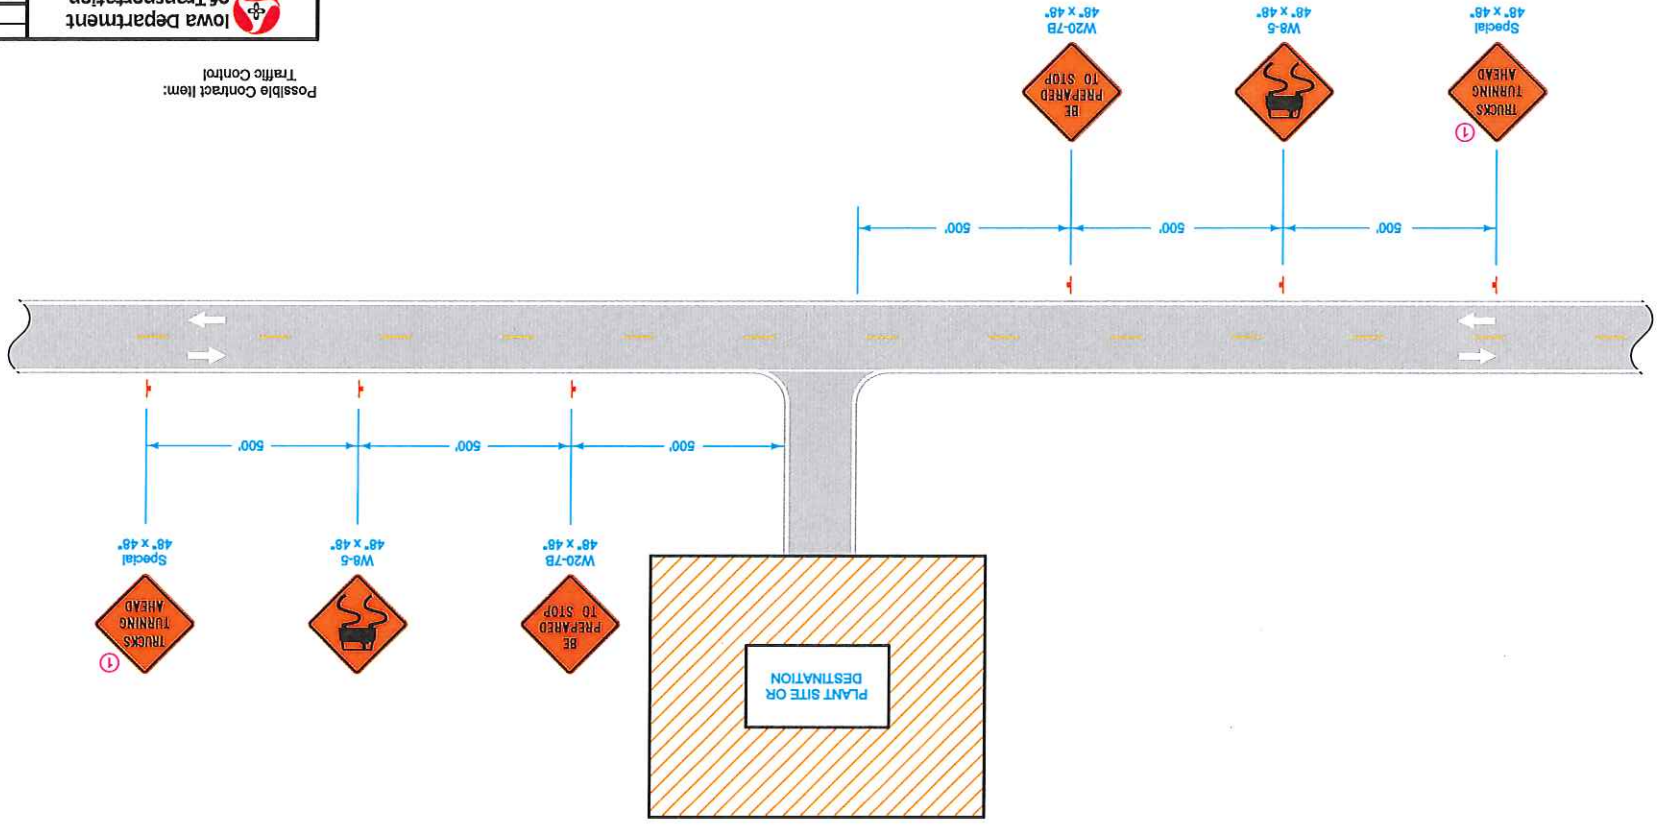 PLANT SITE OR
DESTINATION
BE
PREPARED
TO STOP
W20-7B
48" x 48"
W8-5
48" x 48"
1
TRUCKS
TURNING
AHEAD
Special
48" x 48"
500'
500'
500'
500'
500'
500'
1
TRUCKS
TURNING
AHEAD
Special
48" x 48"
W8-5
48" x 48"
BE
PREPARED
TO STOP
W20-7B
48" x 48"
Possible Contract Item:
Traffic Control
Iowa Department
of Transportation